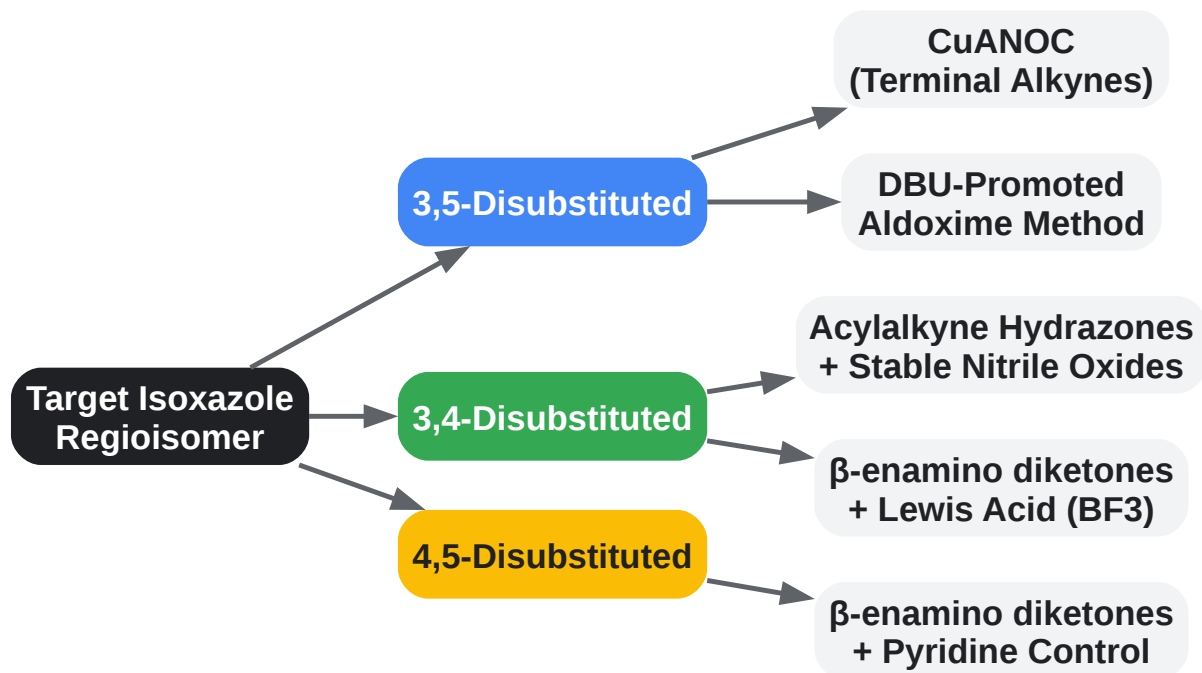 CuANOC
(Terminal Alkynes)
3,5-Disubstituted
DBU-Promoted
Aldoxime Method
Acylalkyne Hydrazones
+ Stable Nitrile Oxides
Target Isoxazole
Regioisomer
3,4-Disubstituted
β-enamino diketones
+ Lewis Acid (BF3)
4,5-Disubstituted
β-enamino diketones
+ Pyridine Control